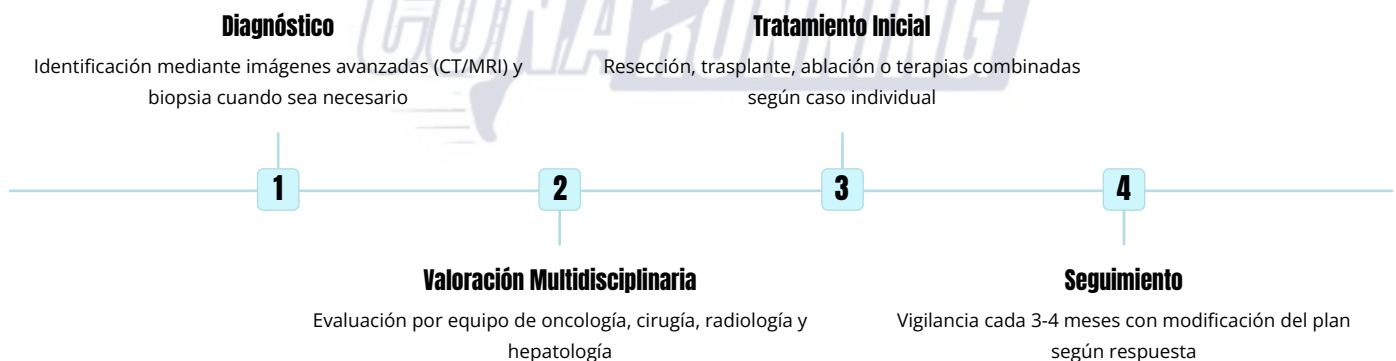 CUNA RUNNING
Diagnóstico
Identificación mediante imágenes avanzadas (CT/MRI) y
biopsia cuando sea necesario
Tratamiento Inicial
Resección, trasplante, ablación o terapias combinadas
según caso individual
1
2
3
4
Valoración Multidisciplinaria
Evaluación por equipo de oncología, cirugía, radiología y
hepatología
Seguimiento
Vigilancia cada 3-4 meses con modificación del plan
según respuesta